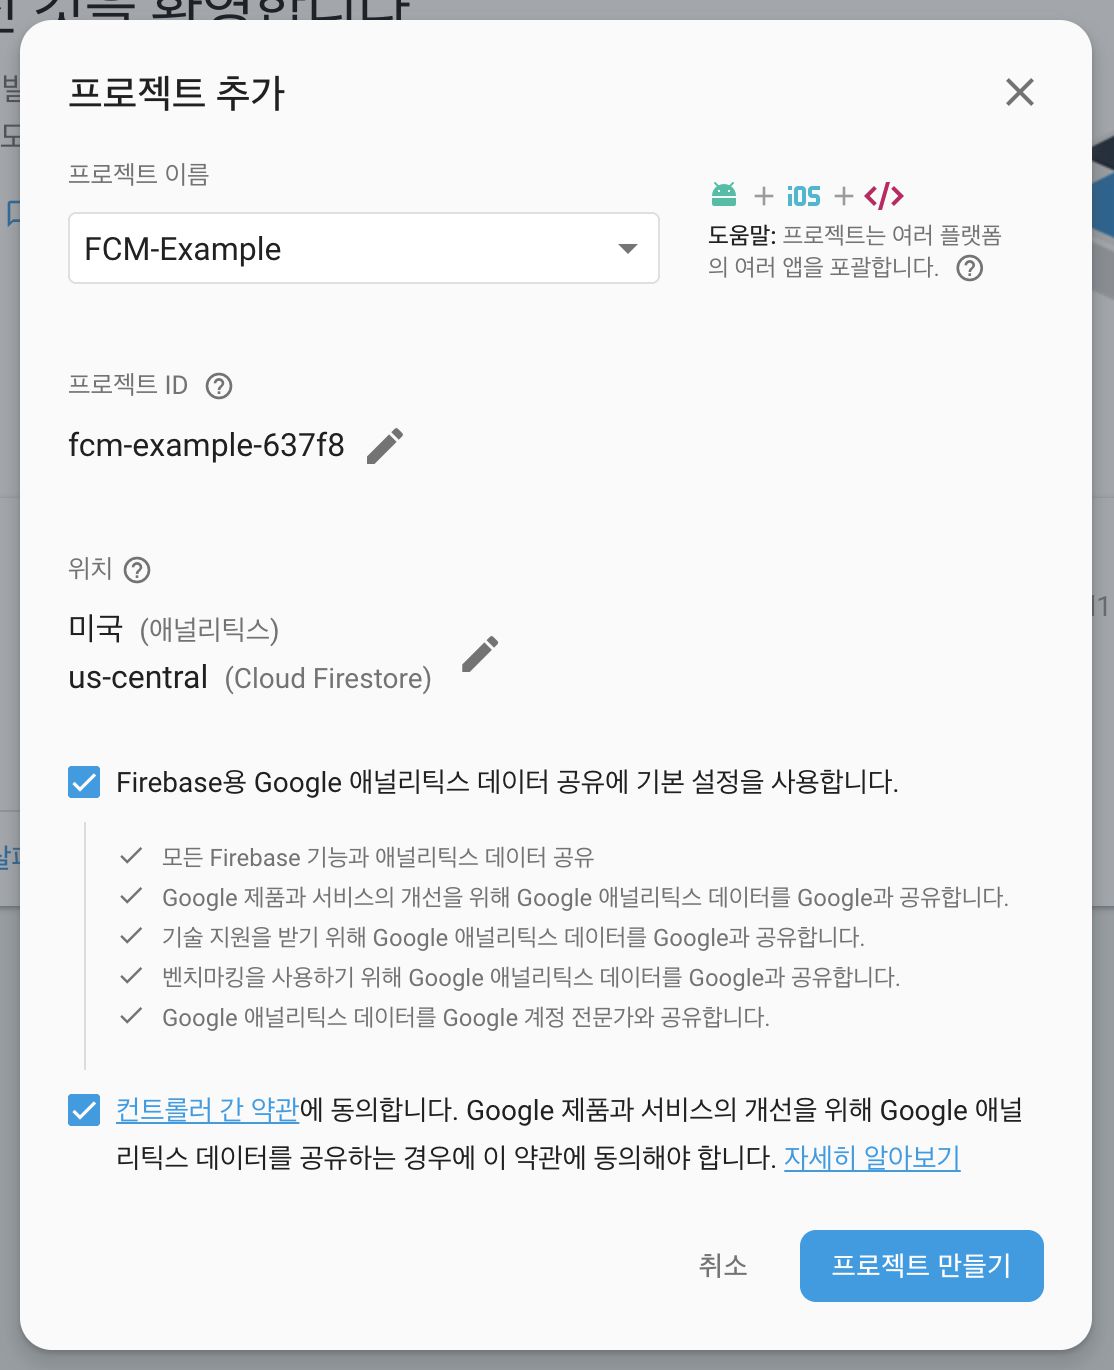 것을 환영합니다
프로젝트 추가
프로젝트 이름
FCM-Example
+ iOS + </>
도움말: 프로젝트는 여러 플랫폼
의 여러 앱을 포괄합니다.
프로젝트 ID
fcm-example-637f8
위치
미국 (애널리틱스)
us-central (Cloud Firestore)
Firebase용 Google 애널리틱스 데이터 공유에 기본 설정을 사용합니다.
모든 Firebase 기능과 애널리틱스 데이터 공유
Google 제품과 서비스의 개선을 위해 Google 애널리틱스 데이터를 Google과 공유합니다.
기술 지원을 받기 위해 Google 애널리틱스 데이터를 Google과 공유합니다.
벤치마킹을 사용하기 위해 Google 애널리틱스 데이터를 Google과 공유합니다.
Google 애널리틱스 데이터를 Google 계정 전문가와 공유합니다.
컨트롤러 간 약관에 동의합니다. Google 제품과 서비스의 개선을 위해 Google 애널
리틱스 데이터를 공유하는 경우에 이 약관에 동의해야 합니다. 자세히 알아보기
취소
프로젝트 만들기